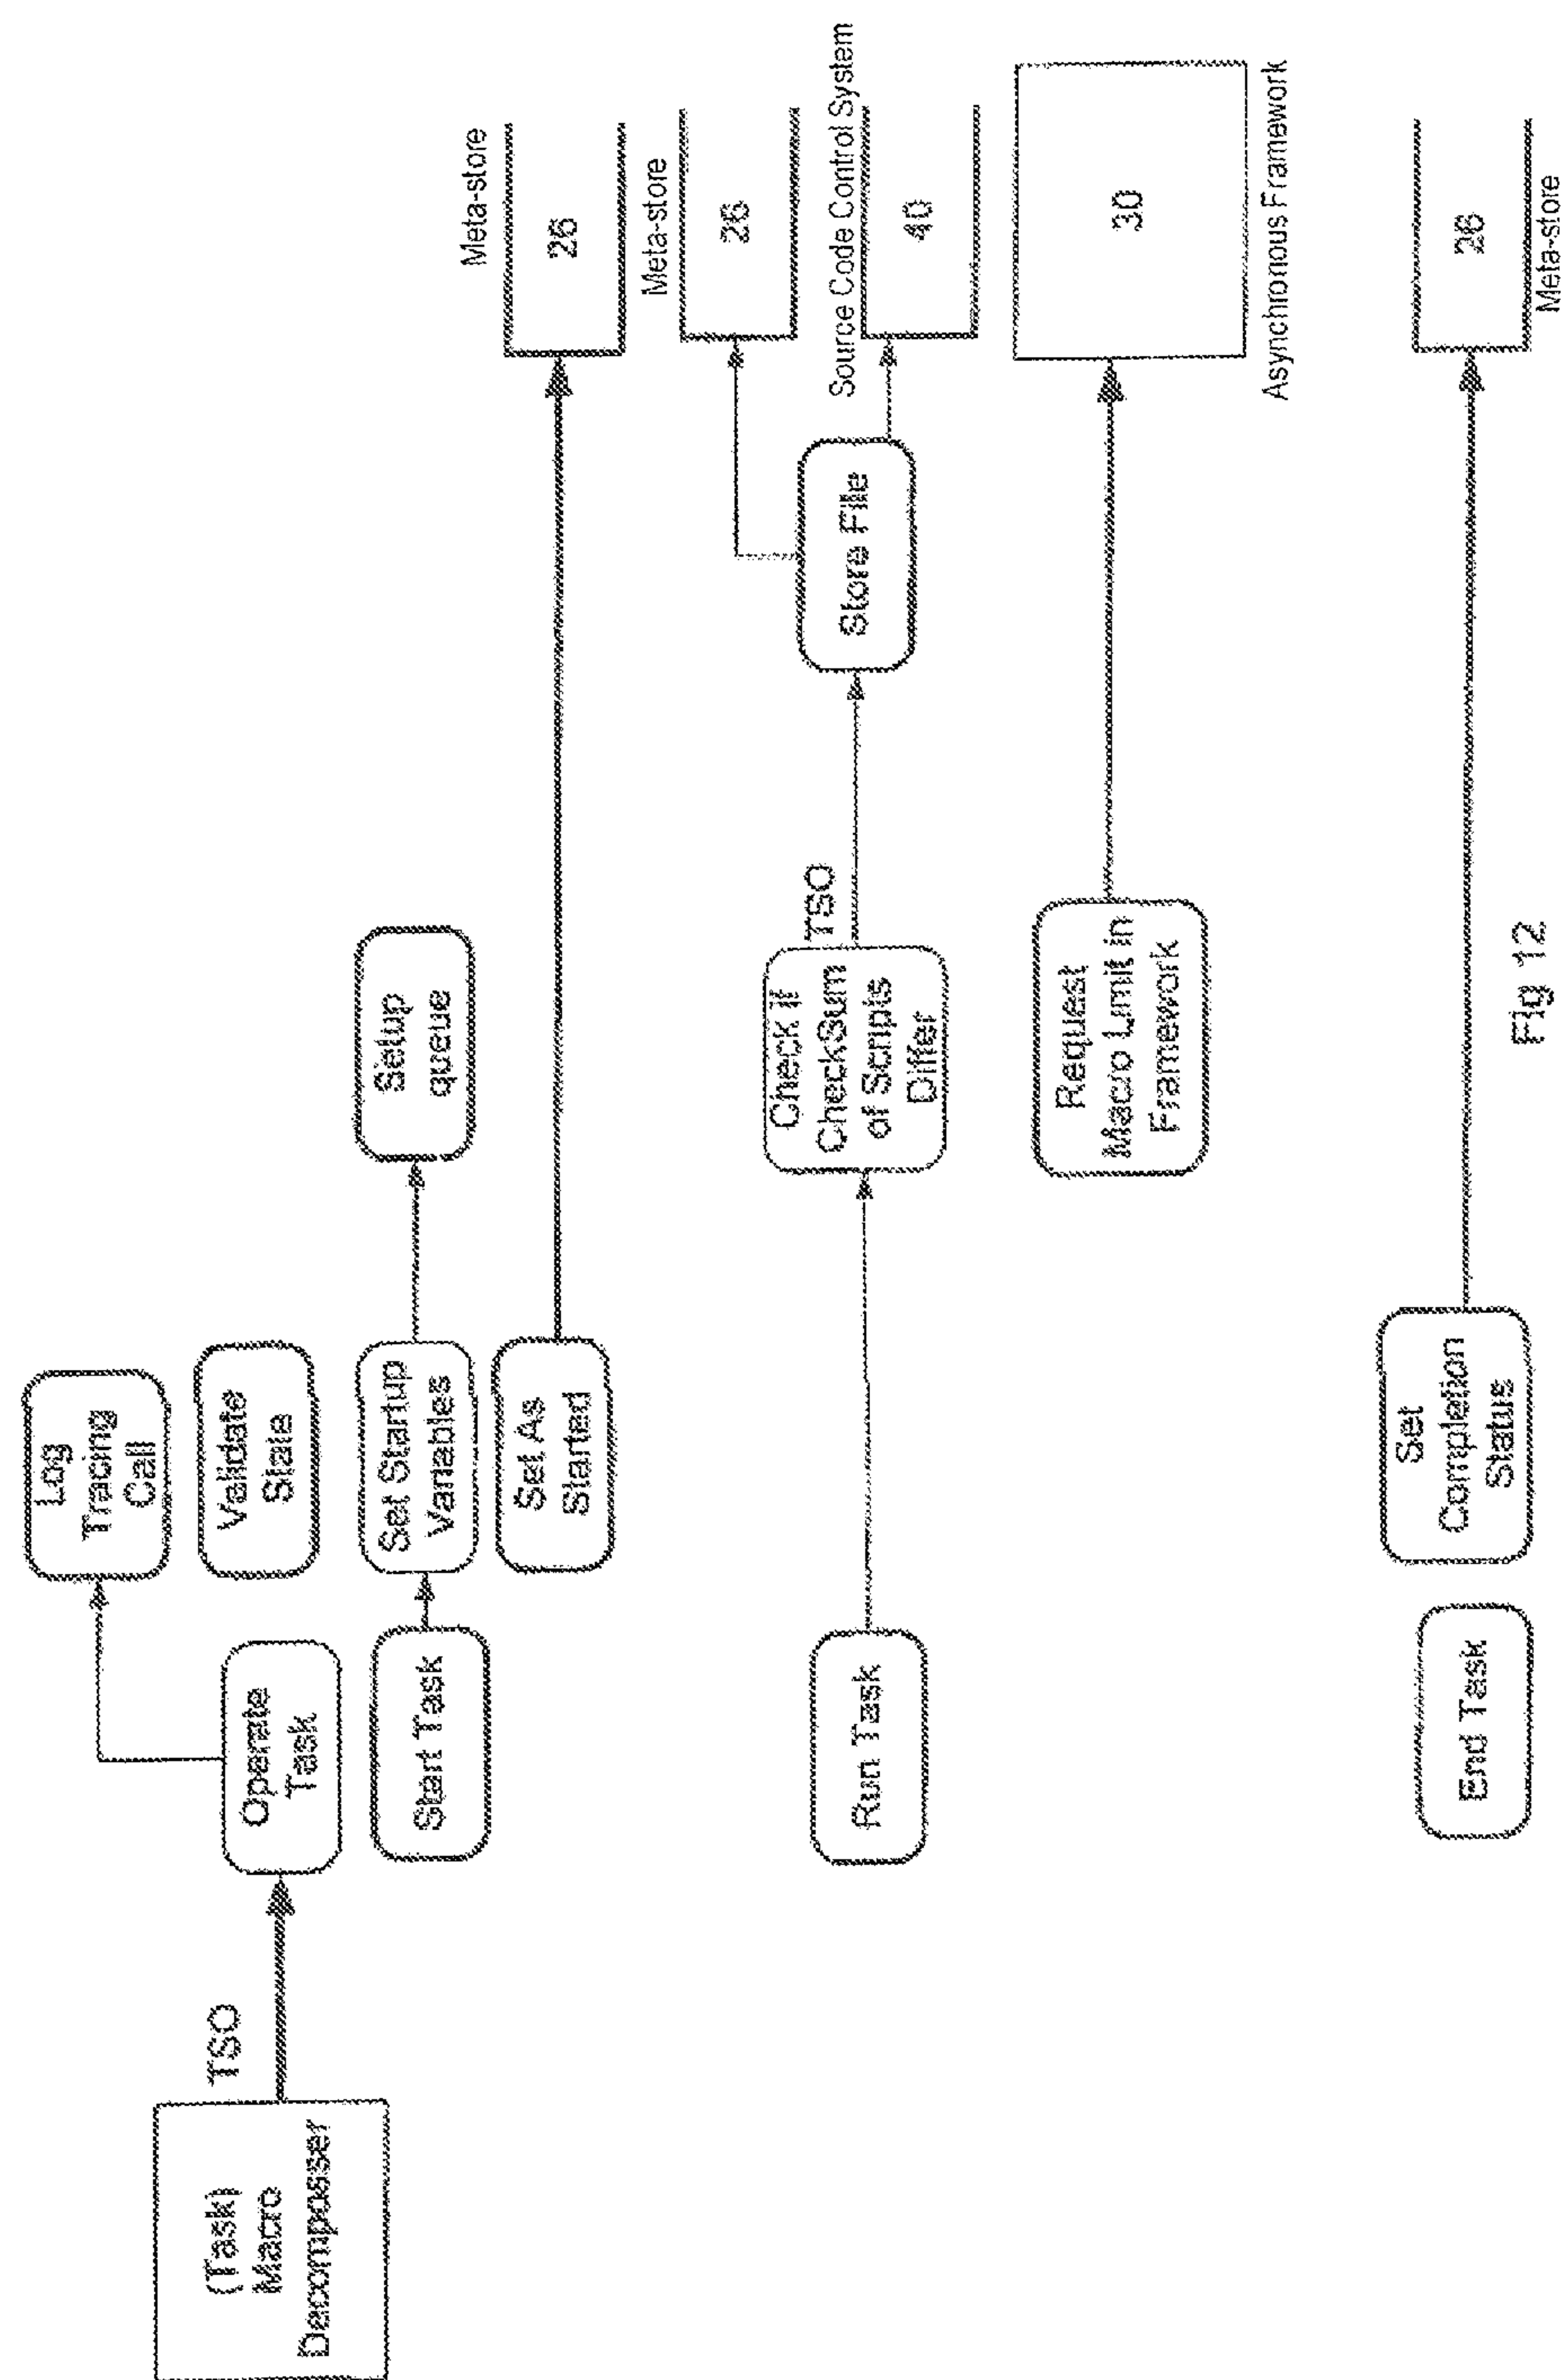 (Task)
Macro
Decomposser
TSO
Operate
Task
Log
Tracing
Call
Validate
State
Start Task
Set Startup
Variables
Setup
queue
Set As
Started
Meta-store
26
Run Task
Check If
CheckSum
of Scripts
Differ
TSO
Store File
Meta-store
26
Source Code Control System
40
Request
Macro Limit in
Framework
30
Asynchronous Framework
End Task
Set
Completion
Status
26
Meta-store
Fig 12